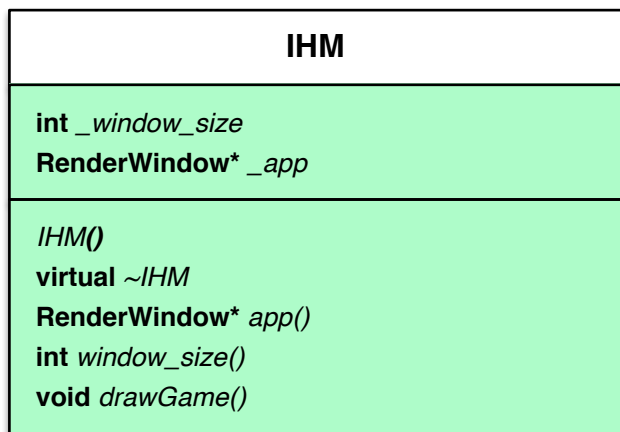 IHM
int _window_size
RenderWindow* _app
IHM()
virtual ~IHM
RenderWindow* app()
int window_size()
void drawGame()